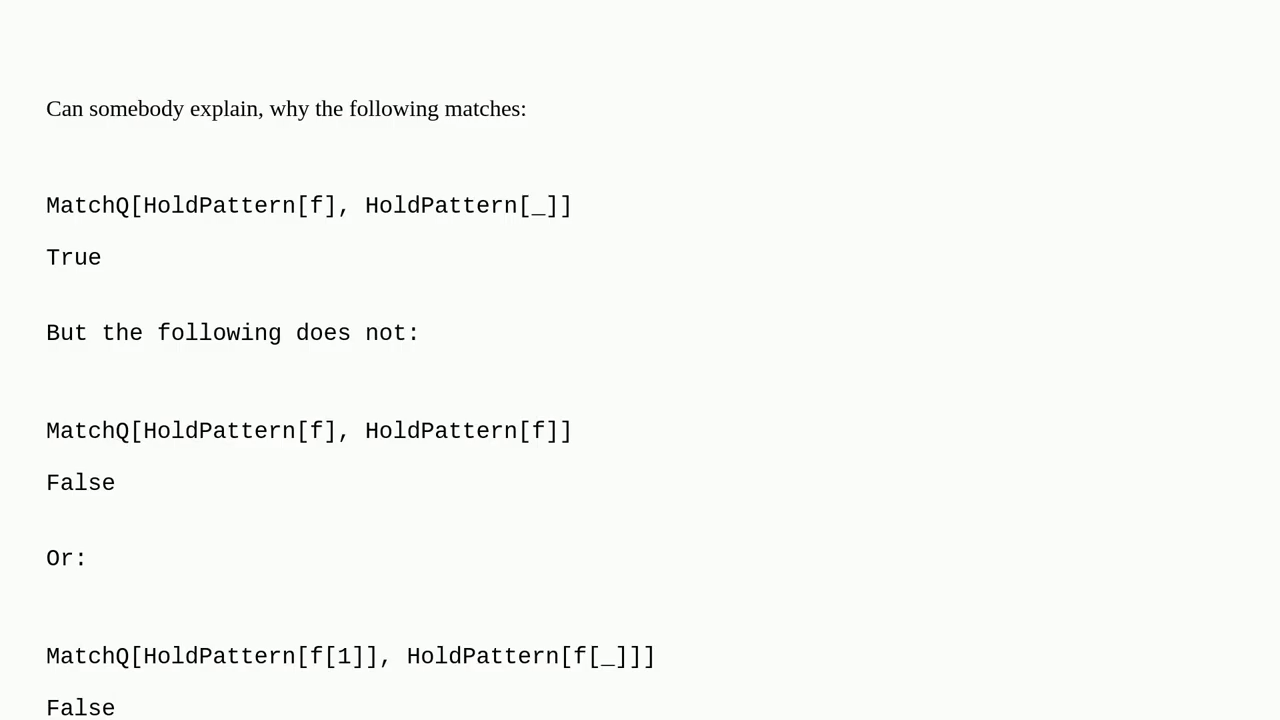 Can somebody explain, why the following matches:
MatchQ[HoldPattern[f], HoldPattern[_]]
True
But the following does not:
MatchQ[HoldPattern[f], HoldPattern[f]]
False
Or:
MatchQ[HoldPattern[f[1]], HoldPattern[f[_]]]
False